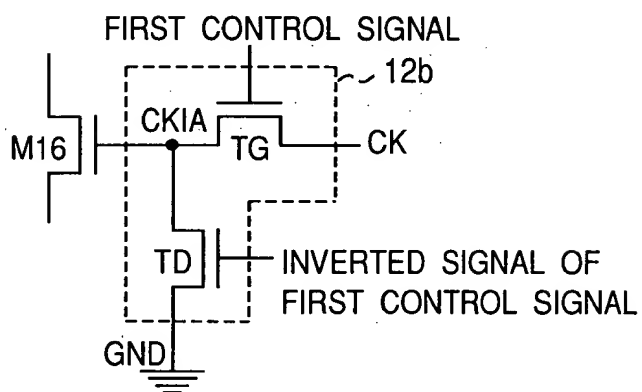 FIRST CONTROL SIGNAL
12b
CKIA
M16
TG
CK
TD
INVERTED SIGNAL OF
FIRST CONTROL SIGNAL
GND